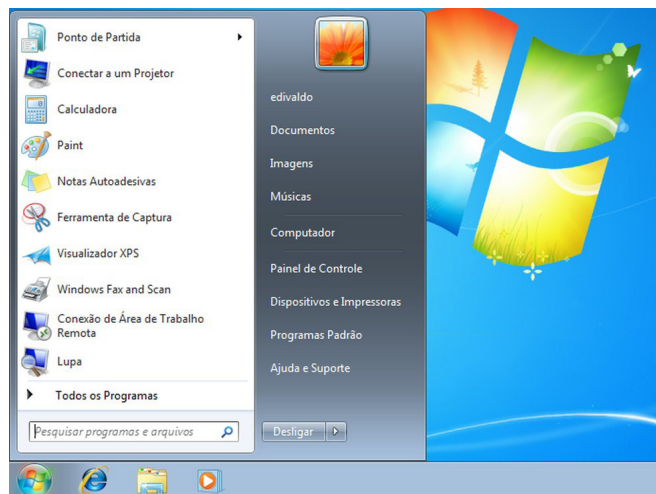 Ponto de Partida
Conectar a um Projetor
Calculadora
Paint
Notas Autoadesivas
Ferramenta de Captura
Visualizador XPS
Windows Fax and Scan
Conexão de Área de Trabalho
Remota
Lupa
Todos os Programas
Pesquisar programas e arquivos
edivaldo
Documentos
Imagens
Músicas
Computador
Painel de Controle
Dispositivos e Impressoras
Programas Padrão
Ajuda e Suporte
Desligar